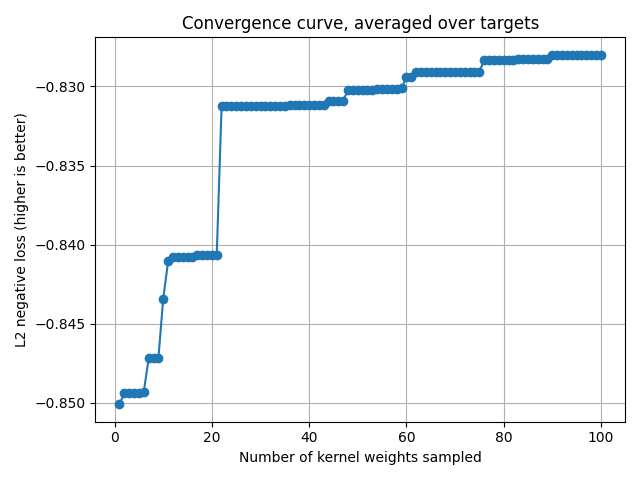 Convergence curve, averaged over targets
L2 negative loss (higher is better)
−0.830
−0.835
−0.840
−0.845
−0.850
0 20 40 60 80 100
Number of kernel weights sampled